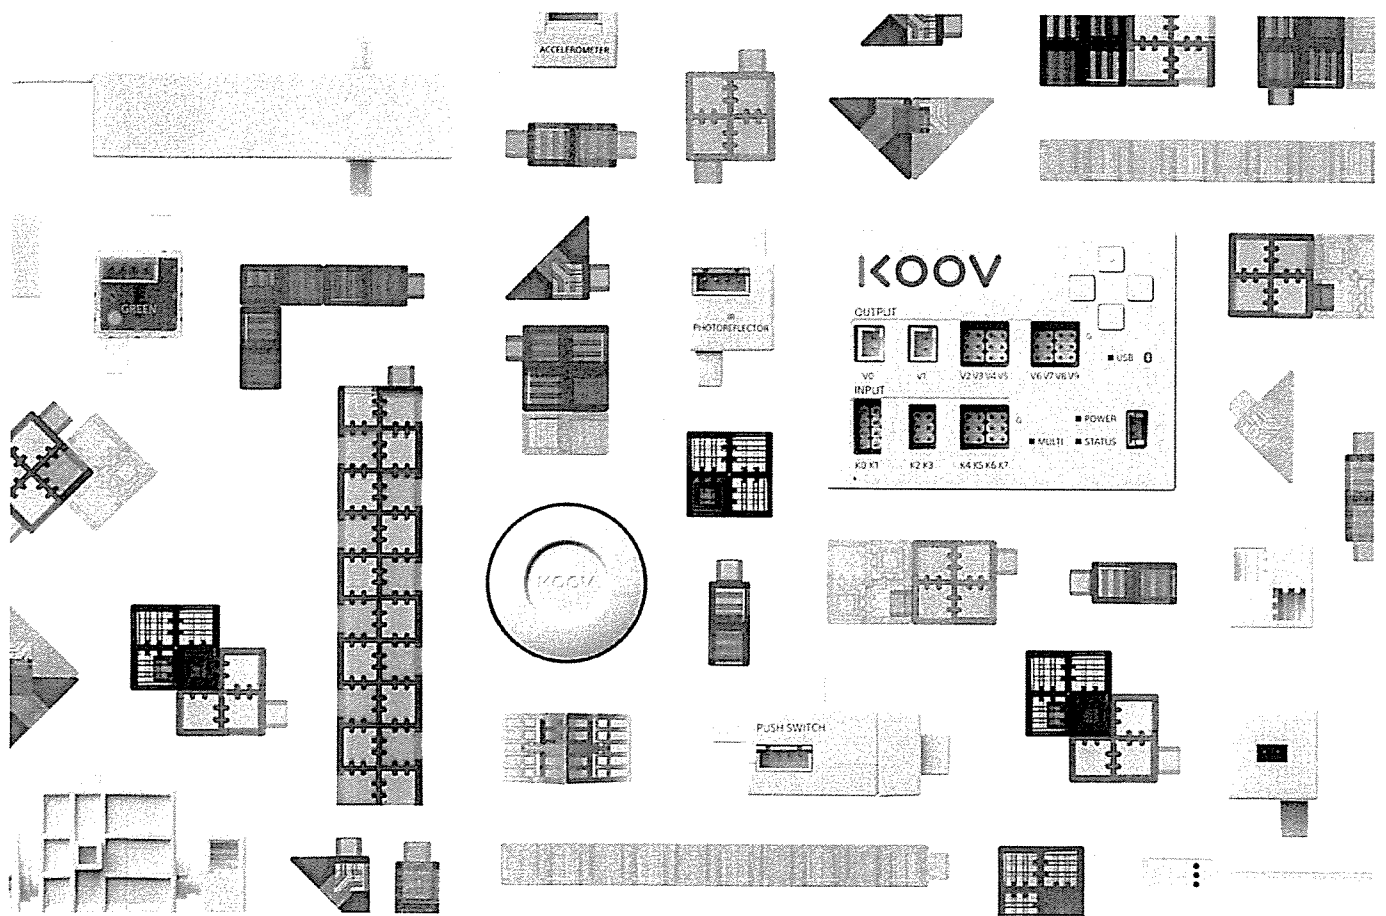 ACCELEROMETER
GREEN
IR
PHOTOREFLECTOR
KOOV
OUTPUT
V0 V1 V2 V3 V4 V5 V6 V7 V8 V9
USB
INPUT
POWER
MULTI STATUS
K0 K1 K2 K3 K4 K5 K6 K7
KOOV
PUSH SWITCH